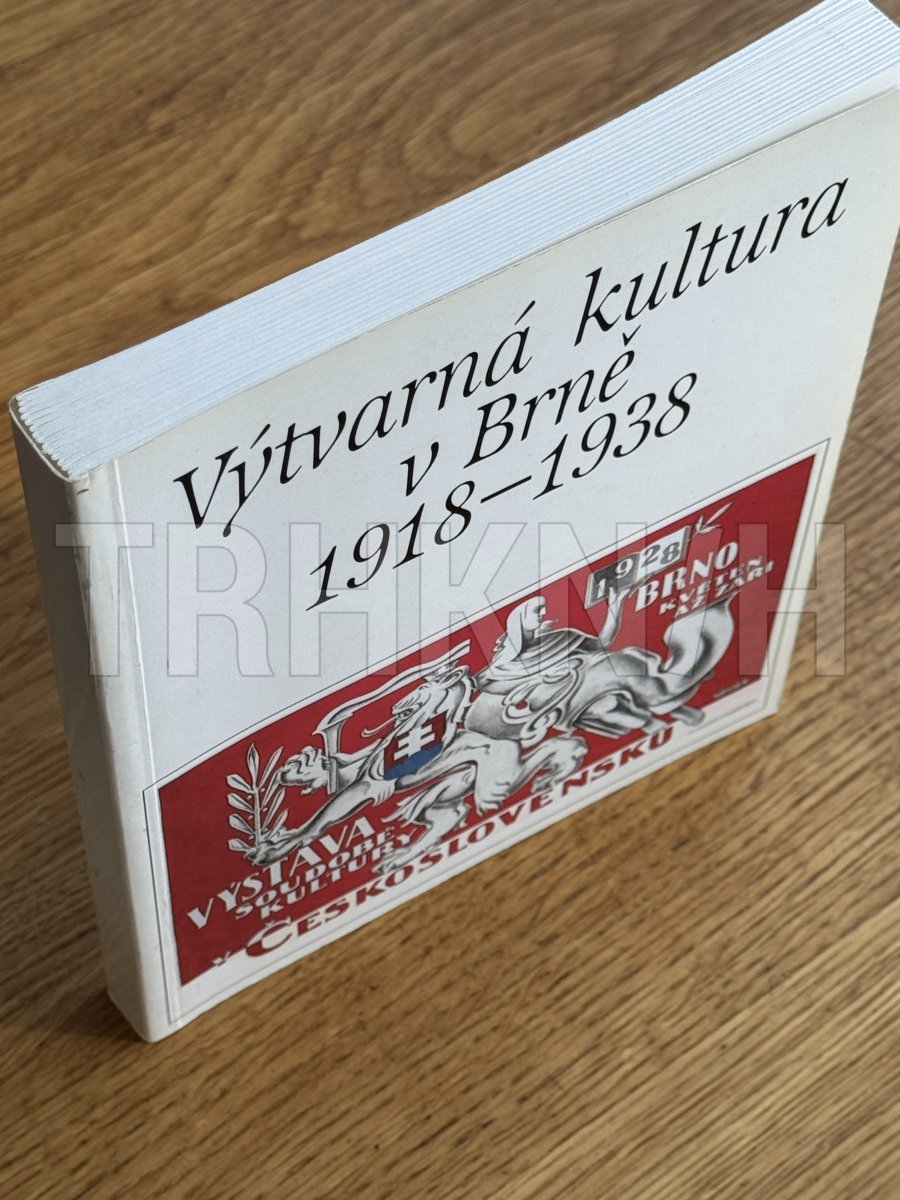 Výtvarná kultura
v Brně
1918–1938
1928
BRNO
KVĚTEN
AŽ ZÁŘÍ
VÝSTAVA
SOUDOBÉ
KULTURY
v ČESKOSLOVENSKU
TRHKNIH